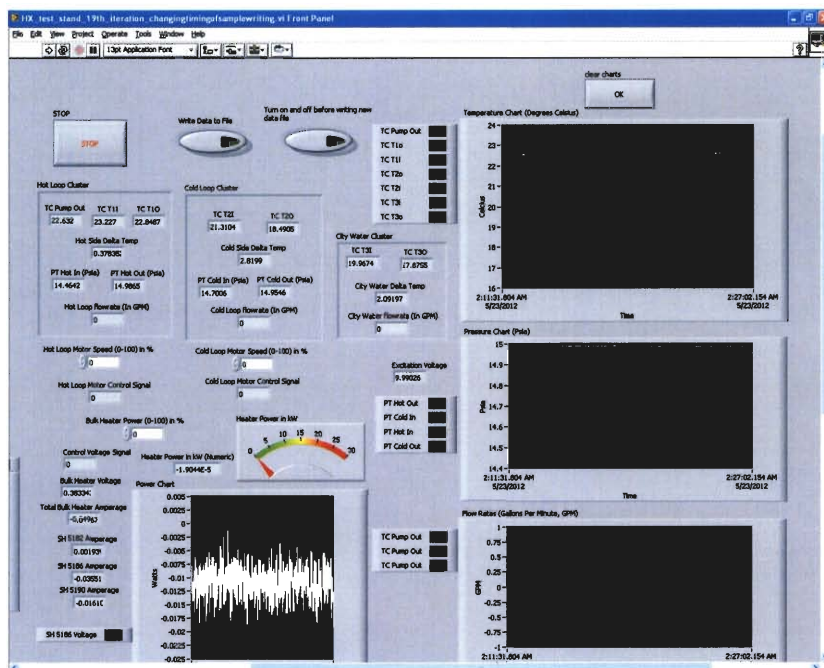 HX_test_stand_19th_iteration_changingtimingofsamplewriting.vi Front Panel
File Edit View Project Operate Tools Window Help
13pt Application Font
clear charts
OK
STOP
STOP
Write Data to File
Turn on and off before writing new
data file
TC Pump Out
TC T1o
TC T1i
TC T2o
TC T2i
TC T3i
TC T3o
Hot Loop Cluster
TC Pump Out TC T1I TC T1O
22.632 23.227 22.8487
Hot Side Delta Temp
0.37838
PT Hot In (Psia) PT Hot Out (Psia)
14.4642 14.9865
Hot Loop flowrate (In GPM)
0
Cold Loop Cluster
TC T2I TC T2O
21.3104 18.4905
Cold Side Delta Temp
2.8199
PT Cold In (Psia) PT Cold Out (Psia)
14.7006 14.9546
Cold Loop flowrate (In GPM)
0
City Water Cluster
TC T3I TC T3O
19.9674 17.8755
City Water Delta Temp
2.09197
City Water flowrate (In GPM)
0
Hot Loop Motor Speed (0-100) in %
0
Hot Loop Motor Control Signal
0
Cold Loop Motor Speed (0-100) in %
0
Cold Loop Motor Control Signal
0
Excitation Voltage
9.99026
PT Hot Out
PT Cold In
PT Hot In
PT Cold Out
Bulk Heater Power (0-100) in %
0
Heater Power in kW
0 5 10 15 20 25 30
Control Voltage Signal
0
Heater Power in kW (Numeric)
-1.9044E-5
Bulk Heater Voltage
0.38334
Total Bulk Heater Amperage
-0.04967
SH 5182 Amperage
0.00193
SH 5186 Amperage
-0.03551
SH 5190 Amperage
-0.0161
SH 5186 Voltage
Power Chart
Watts
0.005
0.0025
0
-0.0025
-0.005
-0.0075
-0.01
-0.0125
-0.015
-0.0175
-0.02
-0.0225
-0.025
TC Pump Out
TC Pump Out
TC Pump Out
Temperature Chart (Degrees Celsius)
Celcius
24
23
22
21
20
19
18
17
16
2:11:31.804 AM 2:27:02.154 AM
5/23/2012 5/23/2012
Time
Pressure Chart (Psia)
Psia
15
14.9
14.8
14.7
14.6
14.5
14.4
2:11:31.804 AM 2:27:02.154 AM
5/23/2012 5/23/2012
Time
Flow Rates (Gallons Per Minute, GPM)
GPM
1
0.75
0.5
0.25
0
-0.25
-0.5
-0.75
-1
2:11:31.804 AM 2:27:02.154 AM